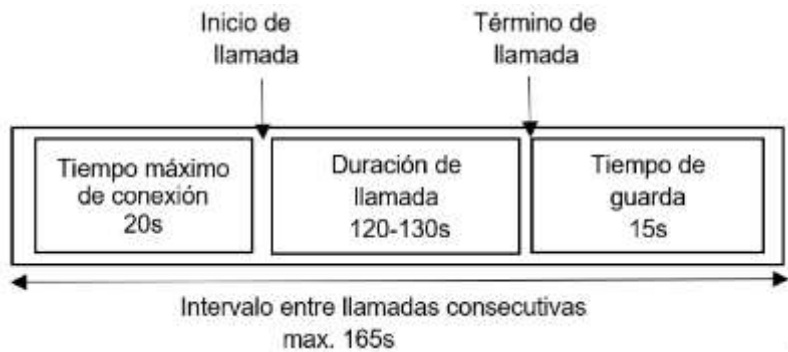 Inicio de
llamada
Término de
llamada
Tiempo máximo
de conexión
20s
Duración de
llamada
120-130s
Tiempo de
guarda
15s
Intervalo entre llamadas consecutivas
max. 165s